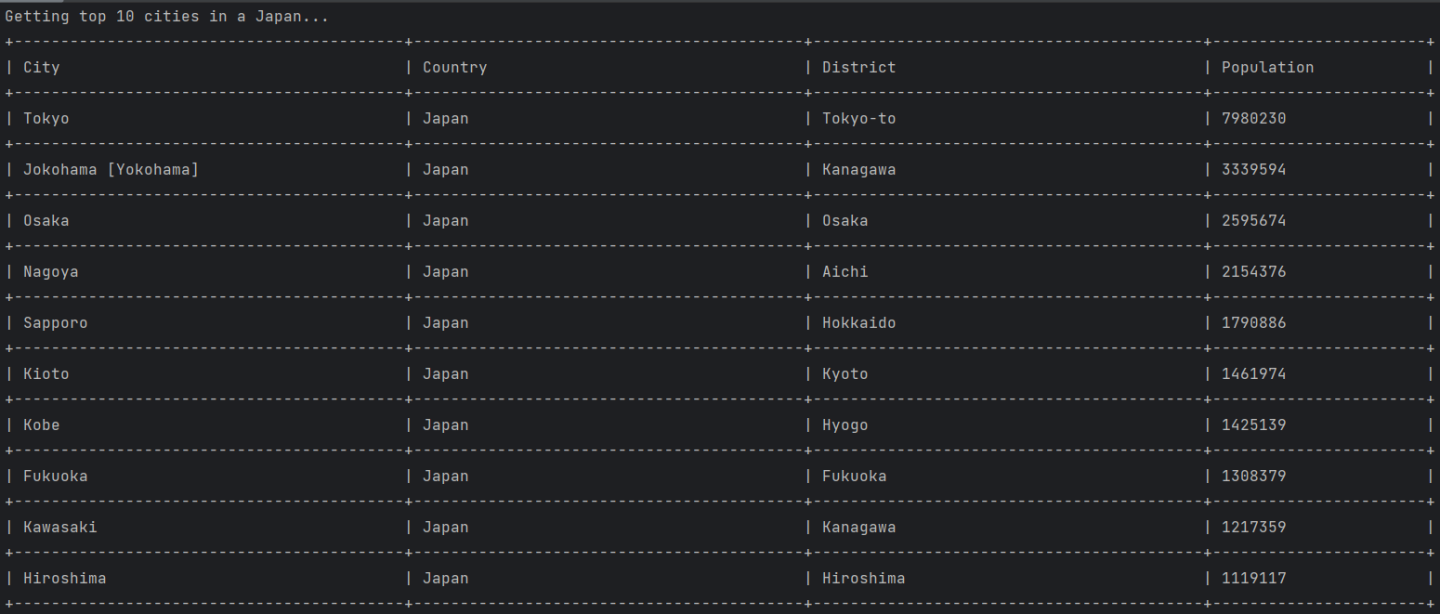 Getting top 10 cities in a Japan...
| City | Country | District | Population |
| Tokyo | Japan | Tokyo-to | 7980230 |
| Jokohama [Yokohama] | Japan | Kanagawa | 3339594 |
| Osaka | Japan | Osaka | 2595674 |
| Nagoya | Japan | Aichi | 2154376 |
| Sapporo | Japan | Hokkaido | 1790886 |
| Kioto | Japan | Kyoto | 1461974 |
| Kobe | Japan | Hyogo | 1425139 |
| Fukuoka | Japan | Fukuoka | 1308379 |
| Kawasaki | Japan | Kanagawa | 1217359 |
| Hiroshima | Japan | Hiroshima | 1119117 |